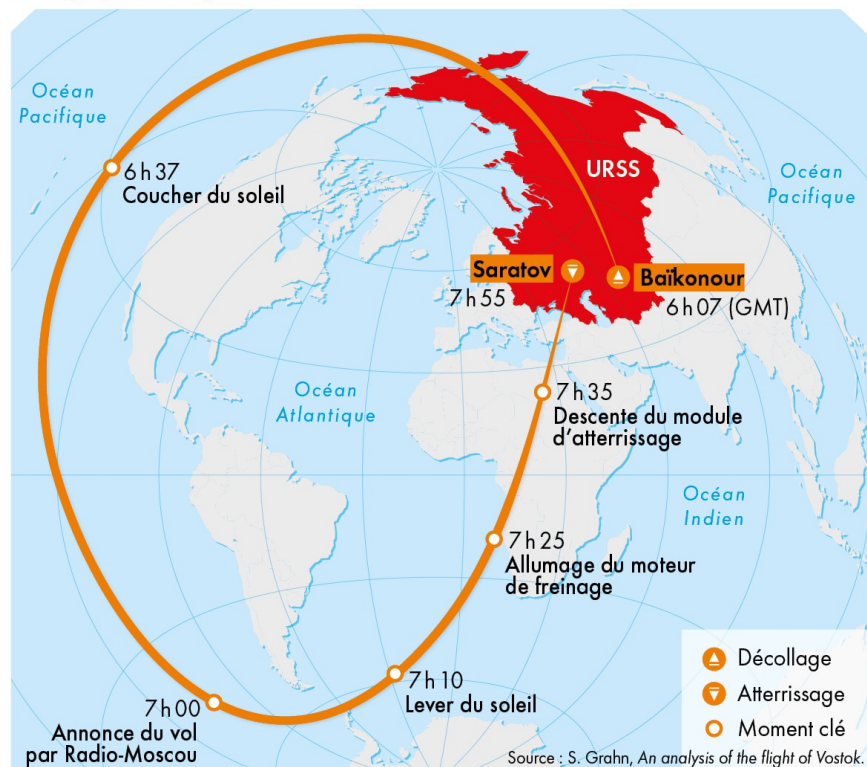 Océan
Pacifique
6 h 37
Coucher du soleil
URSS
Océan
Pacifique
Saratov
7 h 55
Baïkonour
6 h 07 (GMT)
Océan
Atlantique
7 h 35
Descente du module
d’atterrissage
Océan
Indien
7 h 25
Allumage du moteur
de freinage
7 h 10
Lever du soleil
7 h 00
Annonce du vol
par Radio-Moscou
Décollage
Atterrissage
Moment clé
Source : S. Grahn, An analysis of the flight of Vostok.